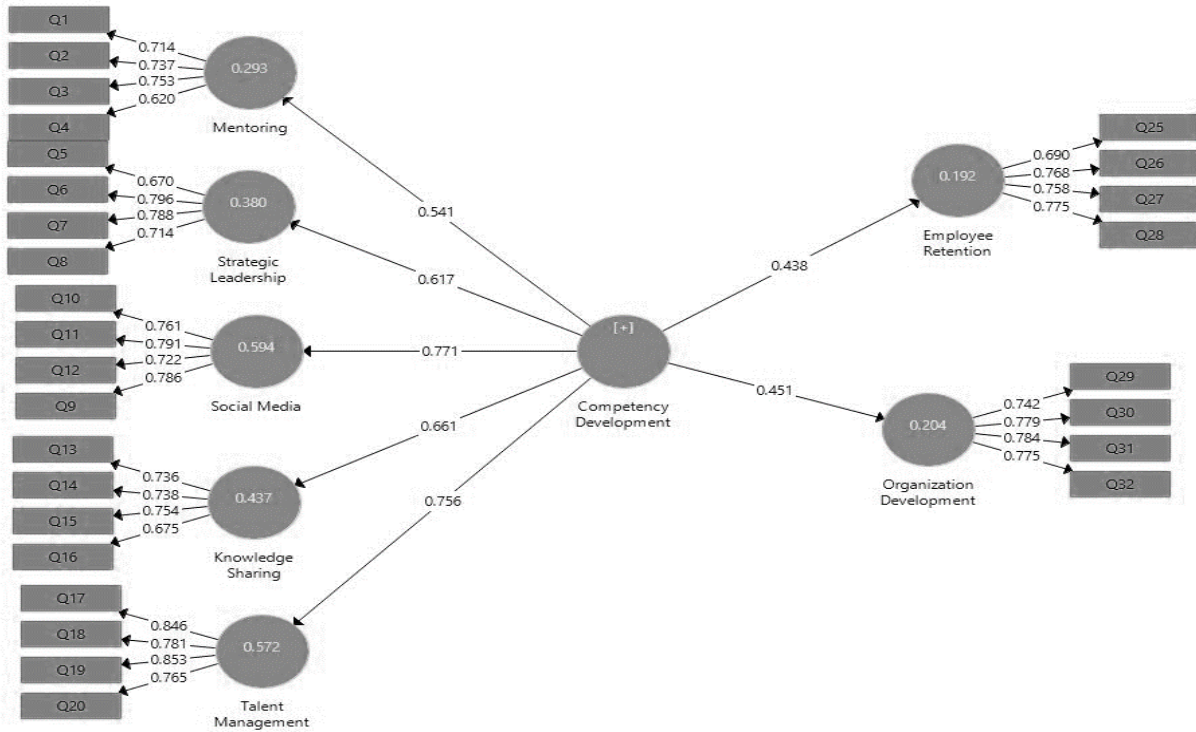 Q1
Q2
Q3
Q4
0.714
0.737
0.753
0.620
0.293
Mentoring
Q5
Q6
Q7
Q8
0.670
0.796
0.788
0.714
0.380
Strategic
Leadership
Q10
Q11
Q12
Q9
0.761
0.791
0.722
0.786
0.594
Social Media
Q13
Q14
Q15
Q16
0.736
0.738
0.754
0.675
0.437
Knowledge
Sharing
Q17
Q18
Q19
Q20
0.846
0.781
0.853
0.765
0.572
Talent
Management
0.541
0.617
0.771
0.661
0.756
[+]
Competency
Development
0.438
0.451
0.192
Employee
Retention
0.690
0.768
0.758
0.775
Q25
Q26
Q27
Q28
0.204
Organization
Development
0.742
0.779
0.784
0.775
Q29
Q30
Q31
Q32